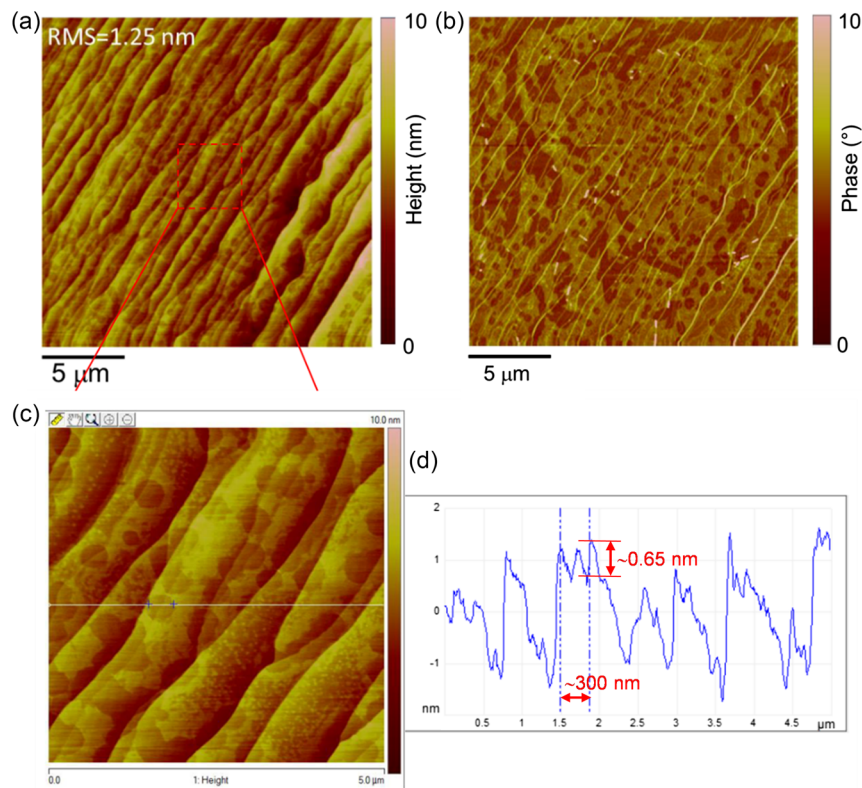 (a)
RMS=1.25 nm
10
Height (nm)
0
5 μm
(b)
10
Phase (°)
0
5 μm
(c)
10.0 nm
0.0
1: Height
5.0 μm
(d)
2
1
0
-1
nm
~0.65 nm
~300 nm
0.5
1
1.5
2
2.5
3
3.5
4
4.5
μm